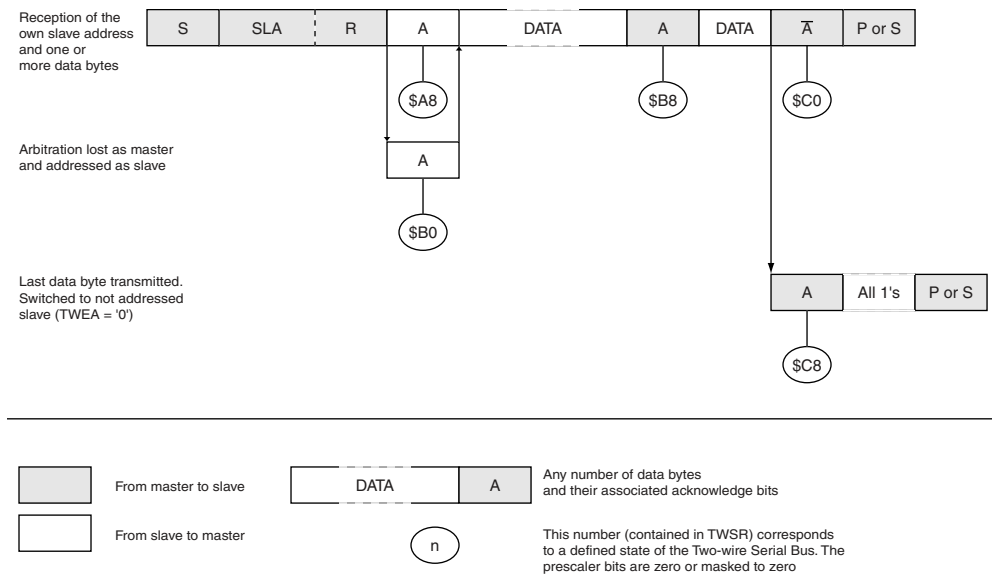 Reception of the
own slave address
and one or
more data bytes
S SLA R A DATA A DATA A̅ P or S
$A8 $B8 $C0
Arbitration lost as master
and addressed as slave
A
$B0
Last data byte transmitted.
Switched to not addressed
slave (TWEA = '0')
A All 1's P or S
$C8
From master to slave
DATA A
Any number of data bytes
and their associated acknowledge bits
From slave to master
n
This number (contained in TWSR) corresponds
to a defined state of the Two-wire Serial Bus. The
prescaler bits are zero or masked to zero